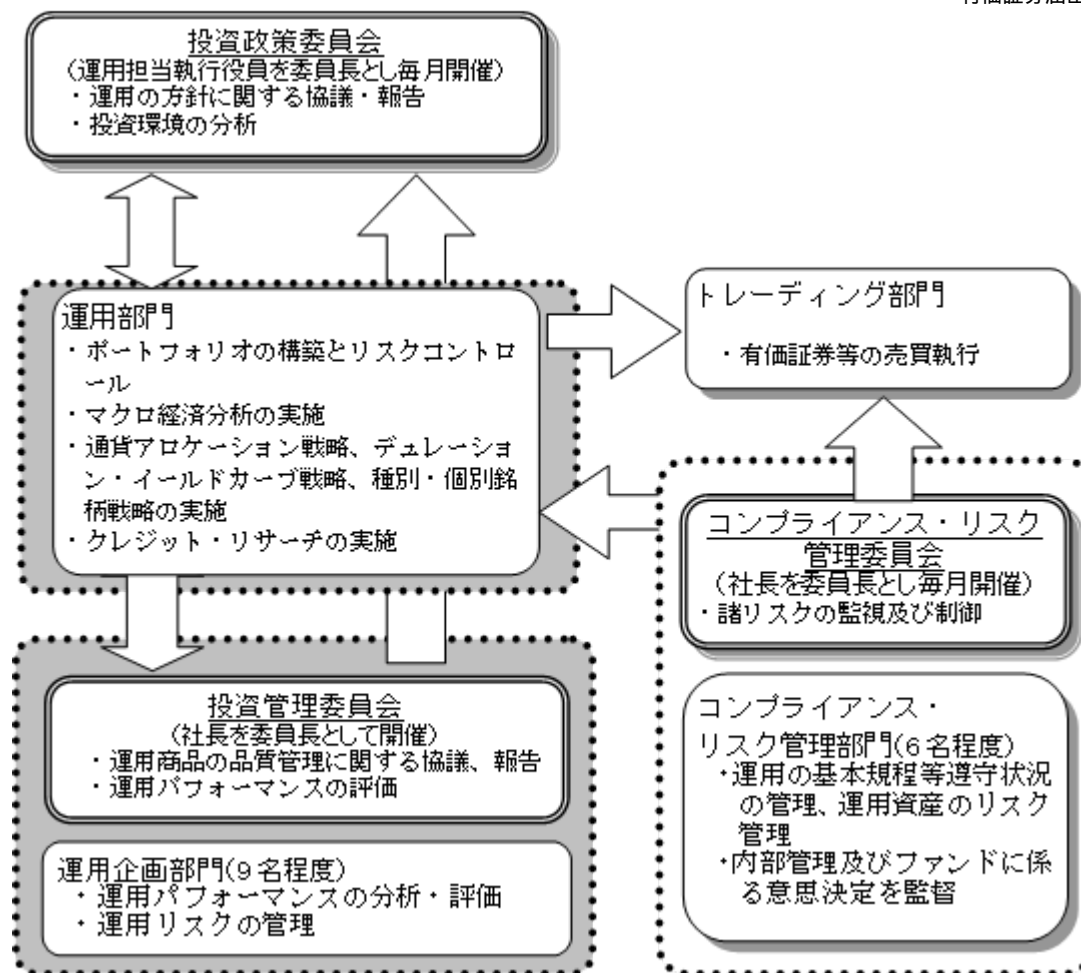 投資政策委員会
(運用担当執行役員を委員長とし毎月開催)
・運用の方針に関する協議・報告
・投資環境の分析
運用部門
・ポートフォリオの構築とリスクコントロ
ール
・マクロ経済分析の実施
・通貨アロケーション戦略、デュレーショ
ン・イールドカーブ戦略、種別・個別銘
柄戦略の実施
・クレジット・リサーチの実施
トレーディング部門
・有価証券等の売買執行
コンプライアンス・リスク
管理委員会
(社長を委員長とし毎月開催)
・諸リスクの監視及び制御
コンプライアンス・
リスク管理部門(6名程度)
・運用の基本規程等遵守状況
の管理、運用資産のリスク
管理
・内部管理及びファンドに係
る意思決定を監督
投資管理委員会
(社長を委員長として開催)
・運用商品の品質管理に関する協議、報告
・運用パフォーマンスの評価
運用企画部門(9名程度)
・運用パフォーマンスの分析・評価
・運用リスクの管理